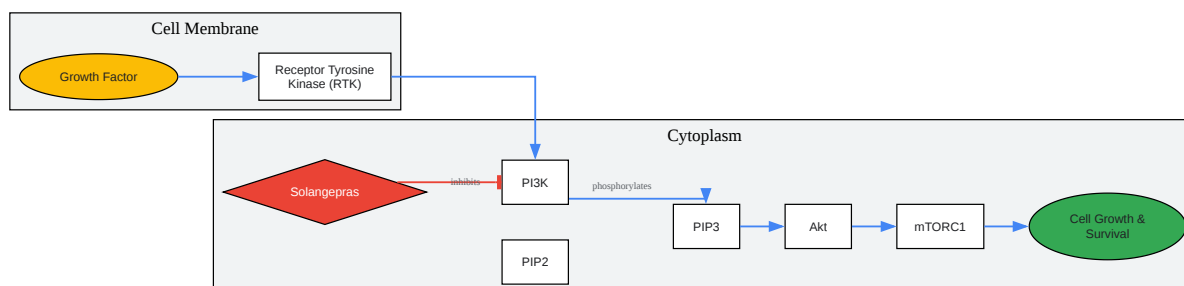 Cell Membrane
Growth Factor
Receptor Tyrosine
Kinase (RTK)
Cytoplasm
Solangepras
inhibits
PI3K
phosphorylates
PIP3
Akt
mTORC1
Cell Growth &
Survival
PIP2